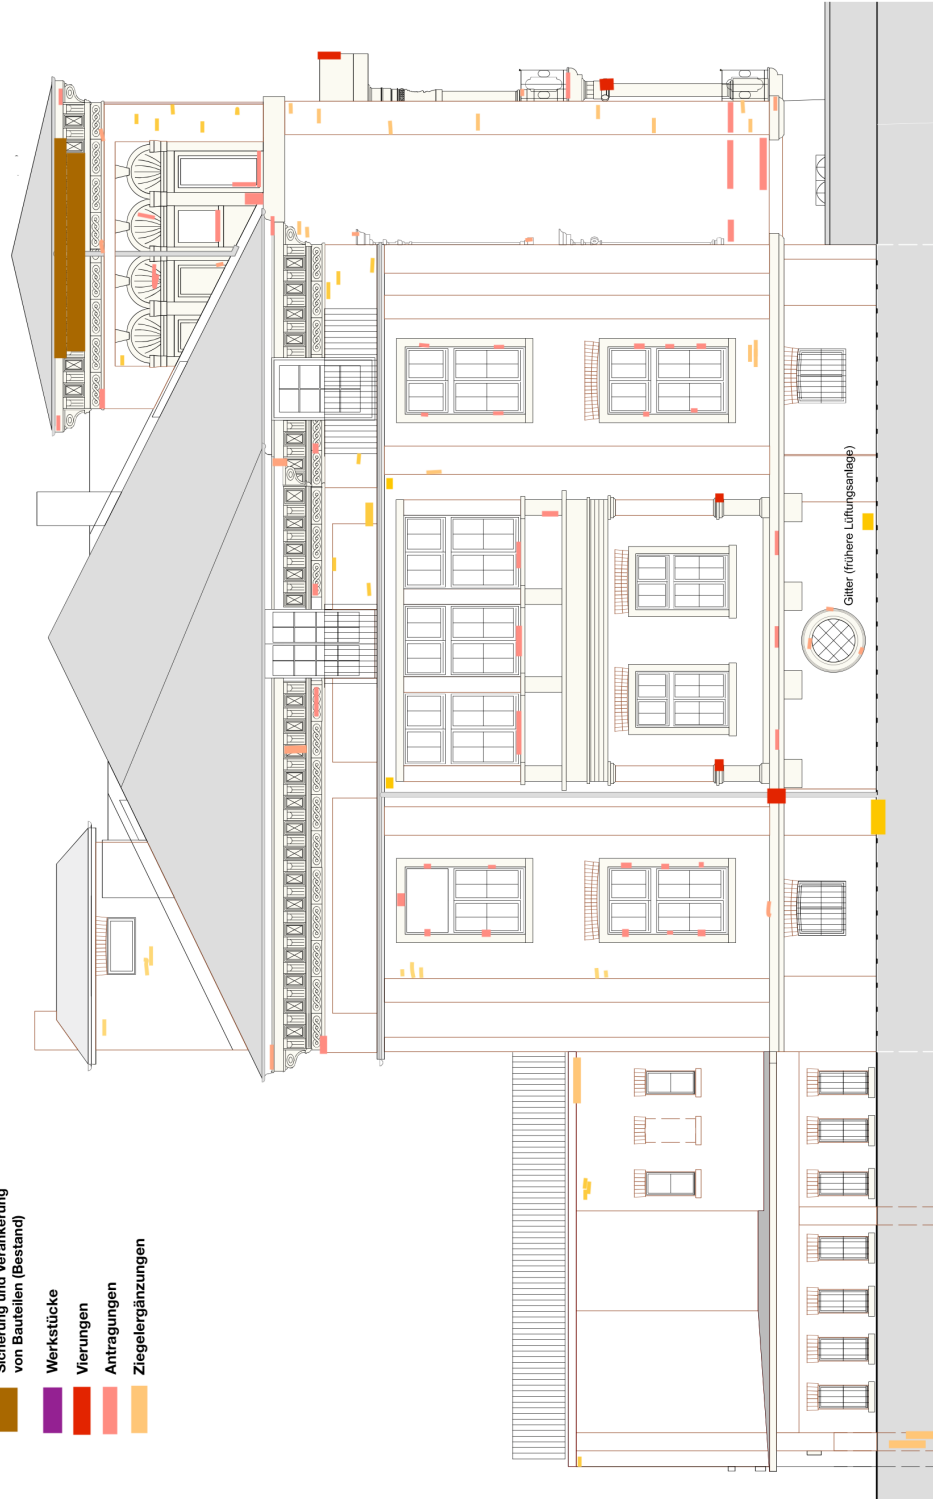 Sicherung und Verankerung
von Bauteilen (Bestand)
Werkstücke
Vierungen
Antragungen
Ziegelergänzungen
Gitter (frühere Lüftungsanlage)